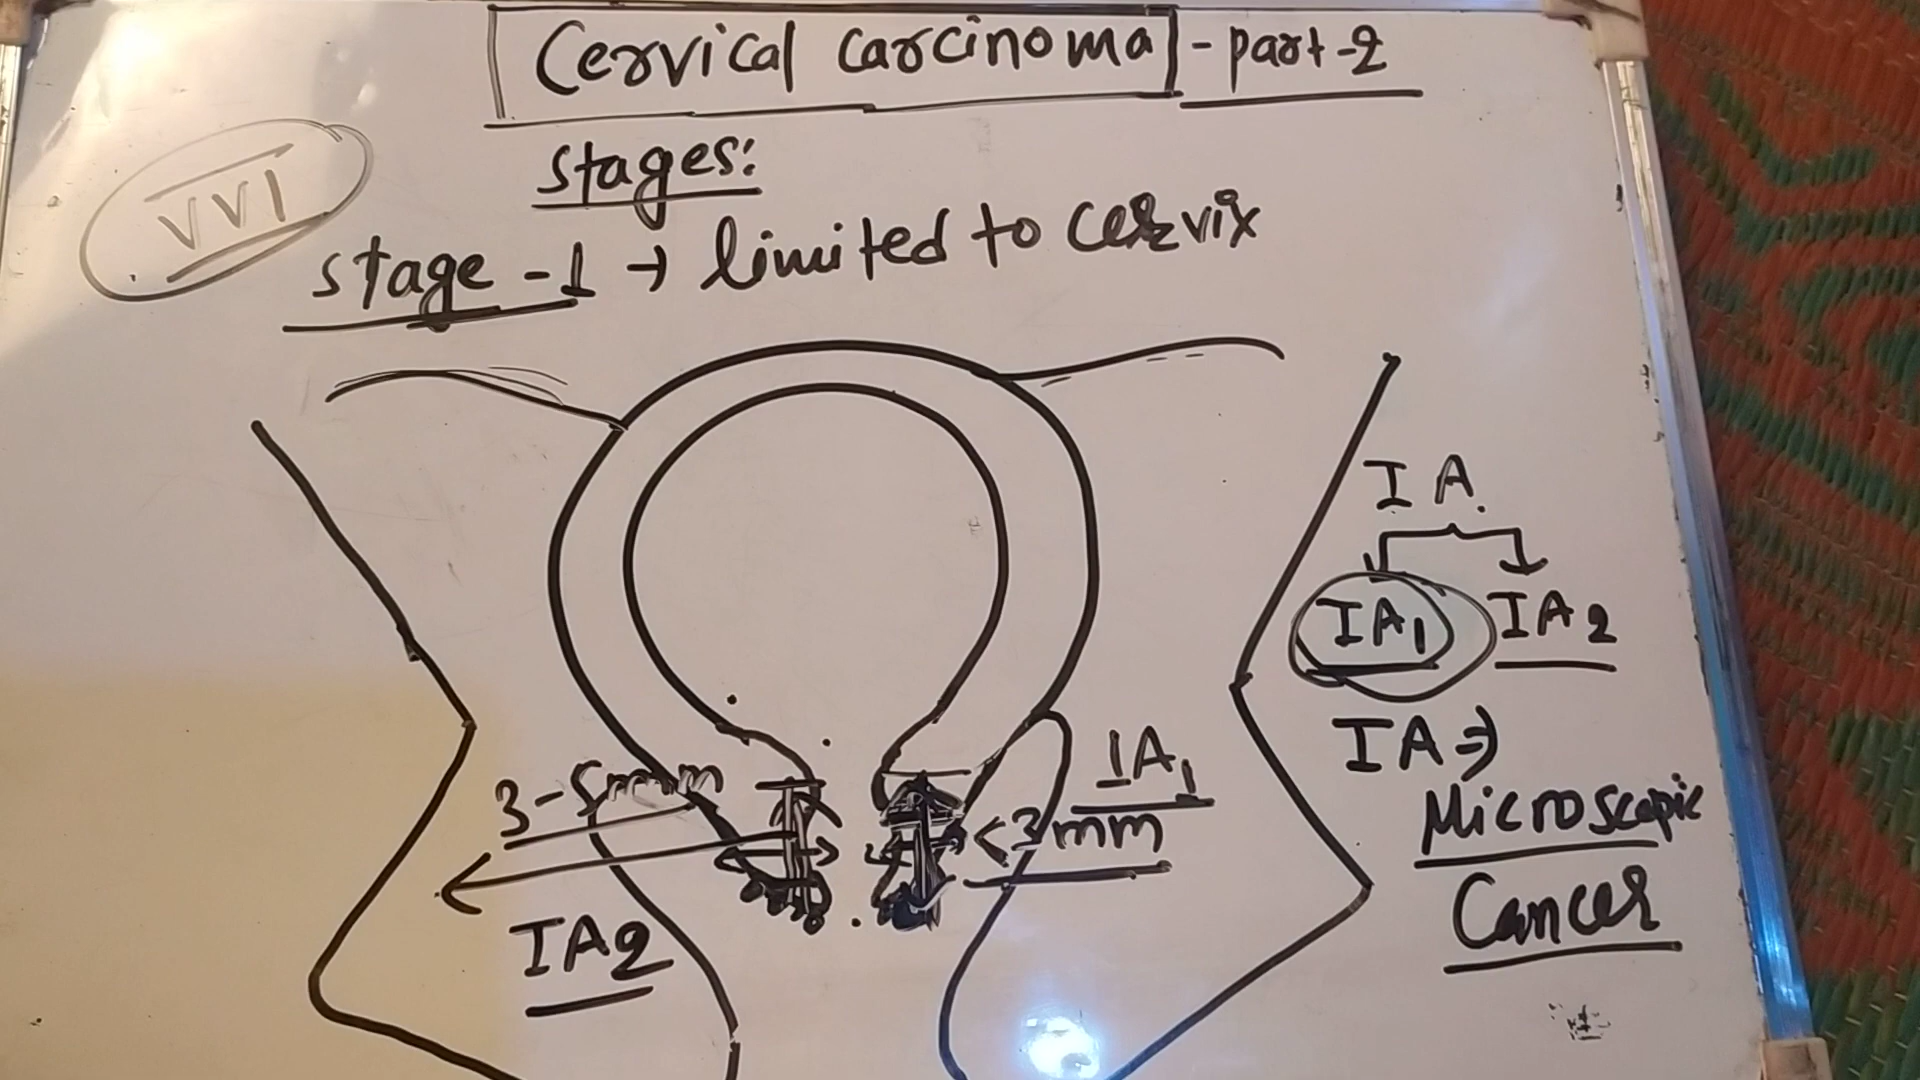 Cervical carcinoma - part-2
VVI
stages:
stage - 1 → limited to cervix
I A.
IA1 IA2
IA ⇒
Microscopic
Cancer
3-5mm
IA2
IA1
<3mm